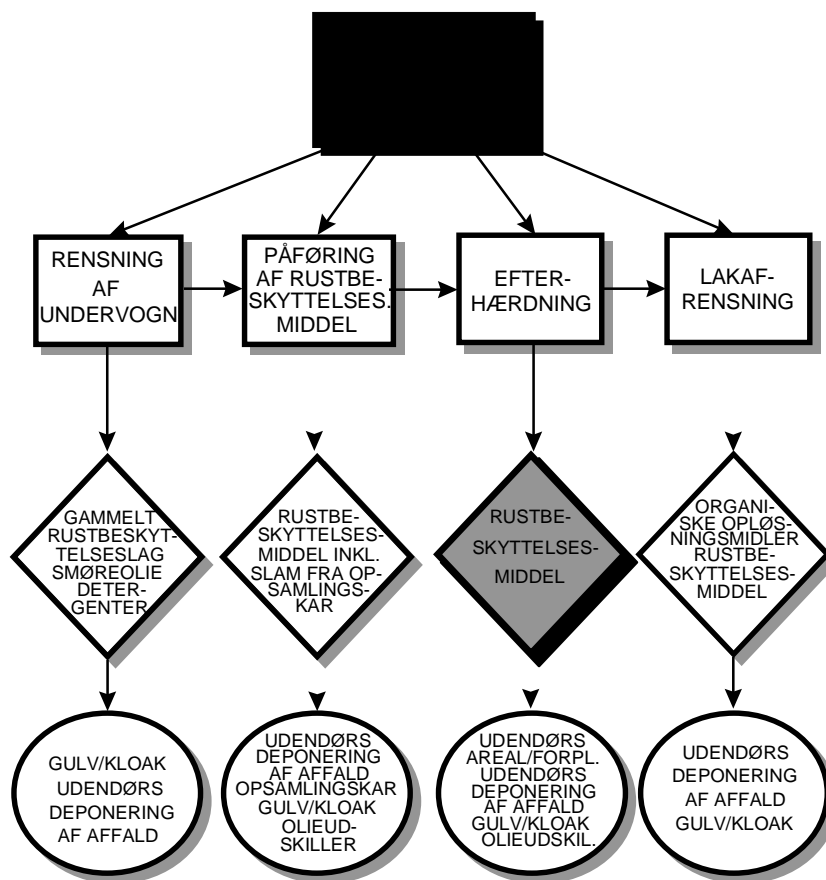 RENSNING
AF
UNDERVOGN
PÅFØRING
AF RUSTBE-
SKYTTELSES.
MIDDEL
EFTER-
HÆRDNING
LAKAF-
RENSNING
GAMMELT
RUSTBESKYT-
TELSESLAG
SMØREOLIE
DETER-
GENTER
RUSTBE-
SKYTTELSES-
MIDDEL INKL.
SLAM FRA OP-
SAMLINGS-
KAR
RUSTBE-
SKYTTELSES-
MIDDEL
ORGANI-
SKE OPLØS-
NINGSMIDLER
RUSTBE-
SKYTTELSES-
MIDDEL
GULV/KLOAK
UDENDØRS
DEPONERING
AF AFFALD
UDENDØRS
DEPONERING
AF AFFALD
OPSAMLINGSKAR
GULV/KLOAK
OLIEUD-
SKILLER
UDENDØRS
AREAL/FORPL.
UDENDØRS
DEPONERING
AF AFFALD
GULV/KLOAK
OLIEUDSKIL.
UDENDØRS
DEPONERING
AF AFFALD
GULV/KLOAK